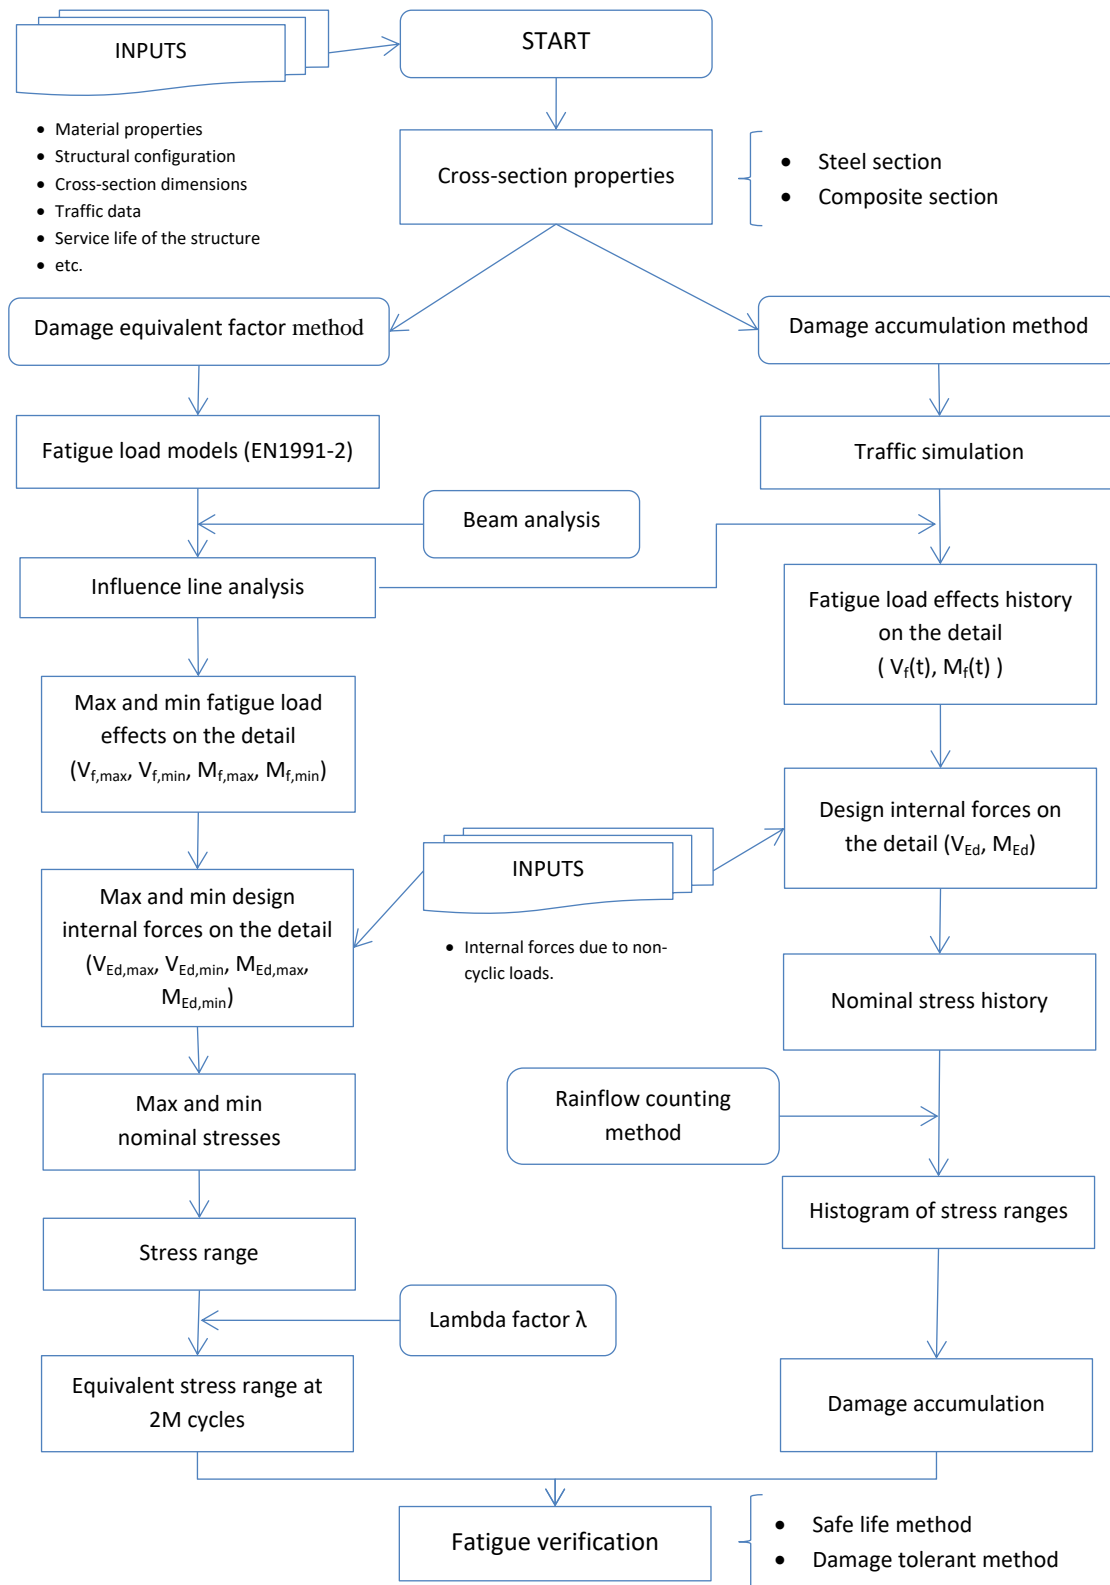 INPUTS
START
• Material properties
• Structural configuration
• Cross-section dimensions
• Traffic data
• Service life of the structure
• etc.
Cross-section properties
• Steel section
• Composite section
Damage equivalent factor method
Damage accumulation method
Fatigue load models (EN1991-2)
Traffic simulation
Beam analysis
Influence line analysis
Fatigue load effects history
on the detail
( Vf(t), Mf(t) )
Max and min fatigue load
effects on the detail
(Vf,max, Vf,min, Mf,max, Mf,min)
Design internal forces on
the detail (VEd, MEd)
INPUTS
• Internal forces due to non-
cyclic loads.
Max and min design
internal forces on the detail
(VEd,max, VEd,min, MEd,max,
MEd,min)
Nominal stress history
Rainflow counting
method
Max and min
nominal stresses
Histogram of stress ranges
Stress range
Lambda factor λ
Equivalent stress range at
2M cycles
Damage accumulation
Fatigue verification
• Safe life method
• Damage tolerant method